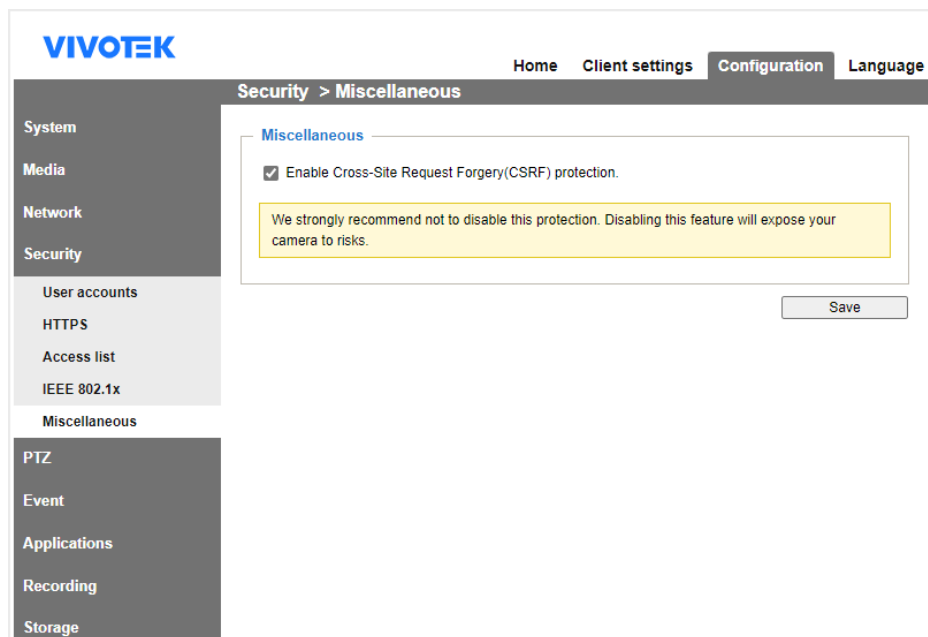 VIVOTEK
Home Client settings Configuration Language
Security > Miscellaneous
System
Media
Network
Security
User accounts
HTTPS
Access list
IEEE 802.1x
Miscellaneous
PTZ
Event
Applications
Recording
Storage
Miscellaneous
Enable Cross-Site Request Forgery(CSRF) protection.
We strongly recommend not to disable this protection. Disabling this feature will expose your
camera to risks.
Save